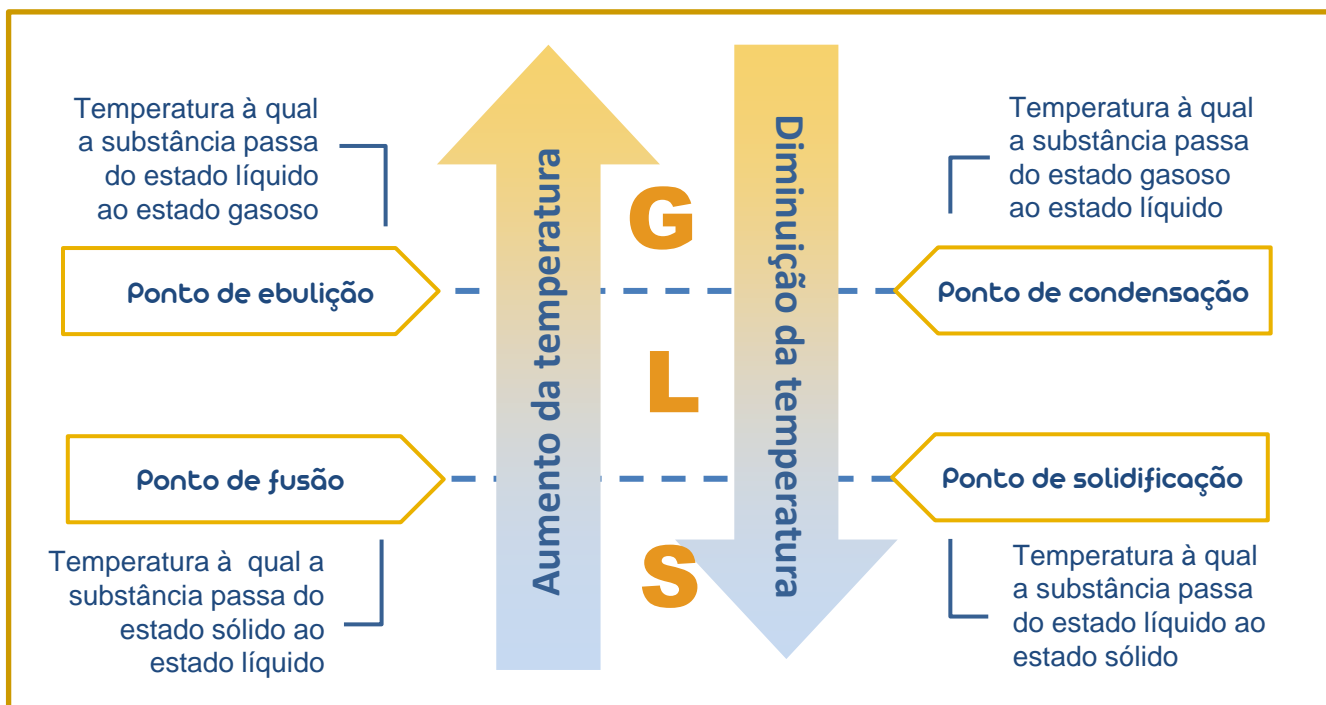 Temperatura à qual
a substância passa
do estado líquido
ao estado gasoso
Ponto de ebulição
Ponto de fusão
Temperatura à qual a
substância passa do
estado sólido ao
estado líquido
Aumento da temperatura
G
L
S
Diminuição da temperatura
Temperatura à qual
a substância passa
do estado gasoso
ao estado líquido
Ponto de condensação
Ponto de solidificação
Temperatura à qual
a substância passa
do estado líquido ao
estado sólido